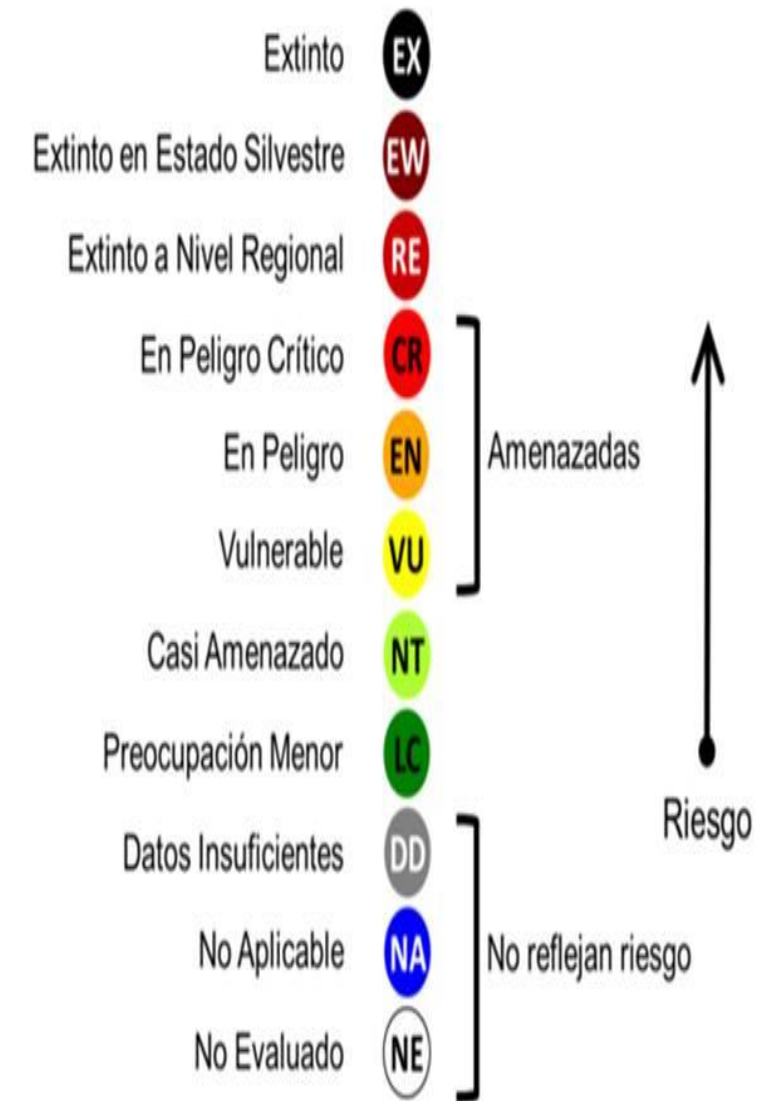 Extinto EX
Extinto en Estado Silvestre EW
Extinto a Nivel Regional RE
En Peligro Crítico CR
En Peligro EN Amenazadas
Vulnerable VU
Casi Amenazado NT
Preocupación Menor LC
Riesgo
Datos Insuficientes DD
No Aplicable NA No reflejan riesgo
No Evaluado NE